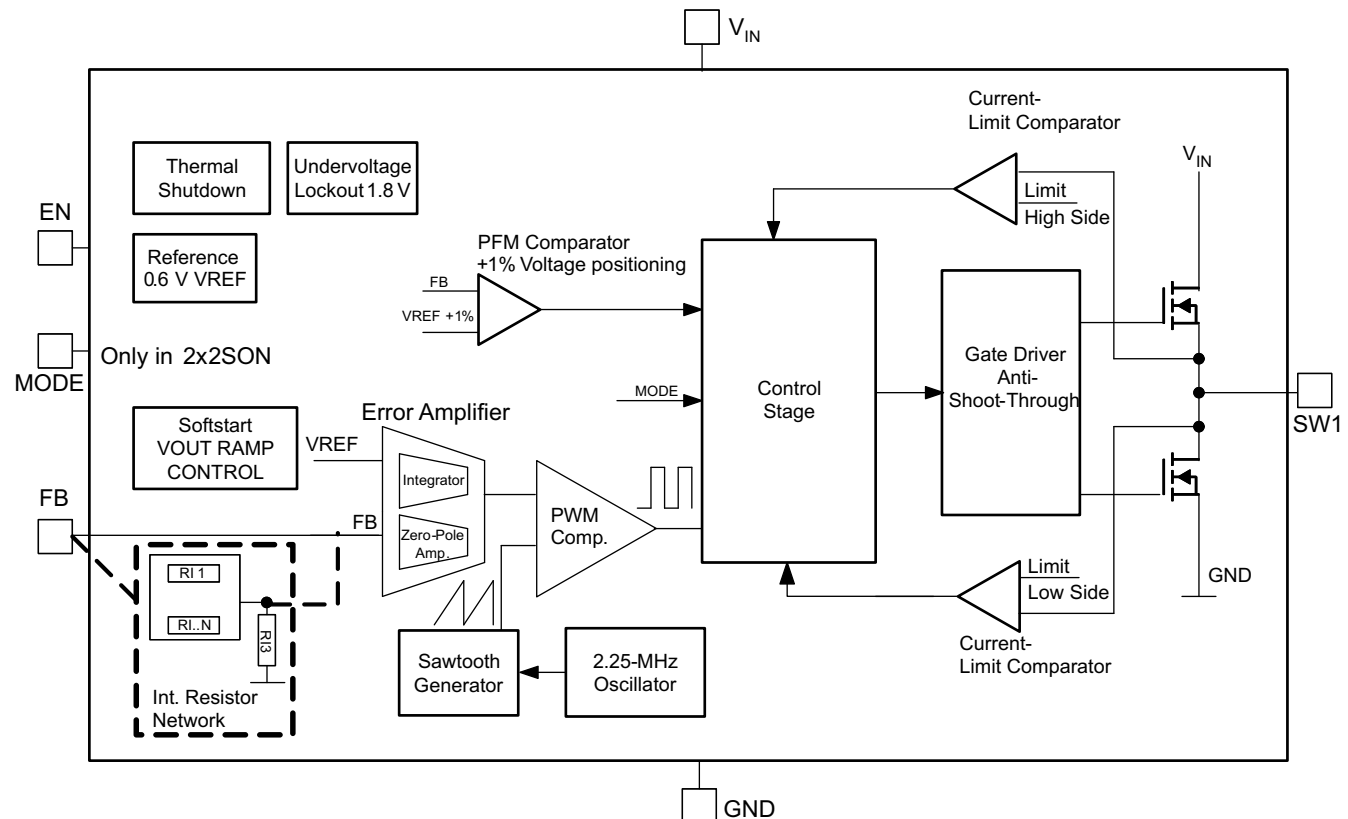 VIN
Current-
Limit Comparator
VIN
Thermal
Shutdown
Undervoltage
Lockout 1.8 V
Limit
High Side
EN
Reference
0.6 V VREF
PFM Comparator
+1% Voltage positioning
FB
VREF +1%
MODE
Only in 2x2SON
Gate Driver
Anti-
Shoot-Through
Control
Stage
MODE
SW1
Error Amplifier
Softstart
VOUT RAMP
CONTROL
VREF
Integrator
FB
FB
Zero-Pole
Amp.
PWM
Comp.
RI 1
RI..N
RI3
Limit
Low Side
GND
Current-
Limit Comparator
Sawtooth
Generator
2.25-MHz
Oscillator
Int. Resistor
Network
GND